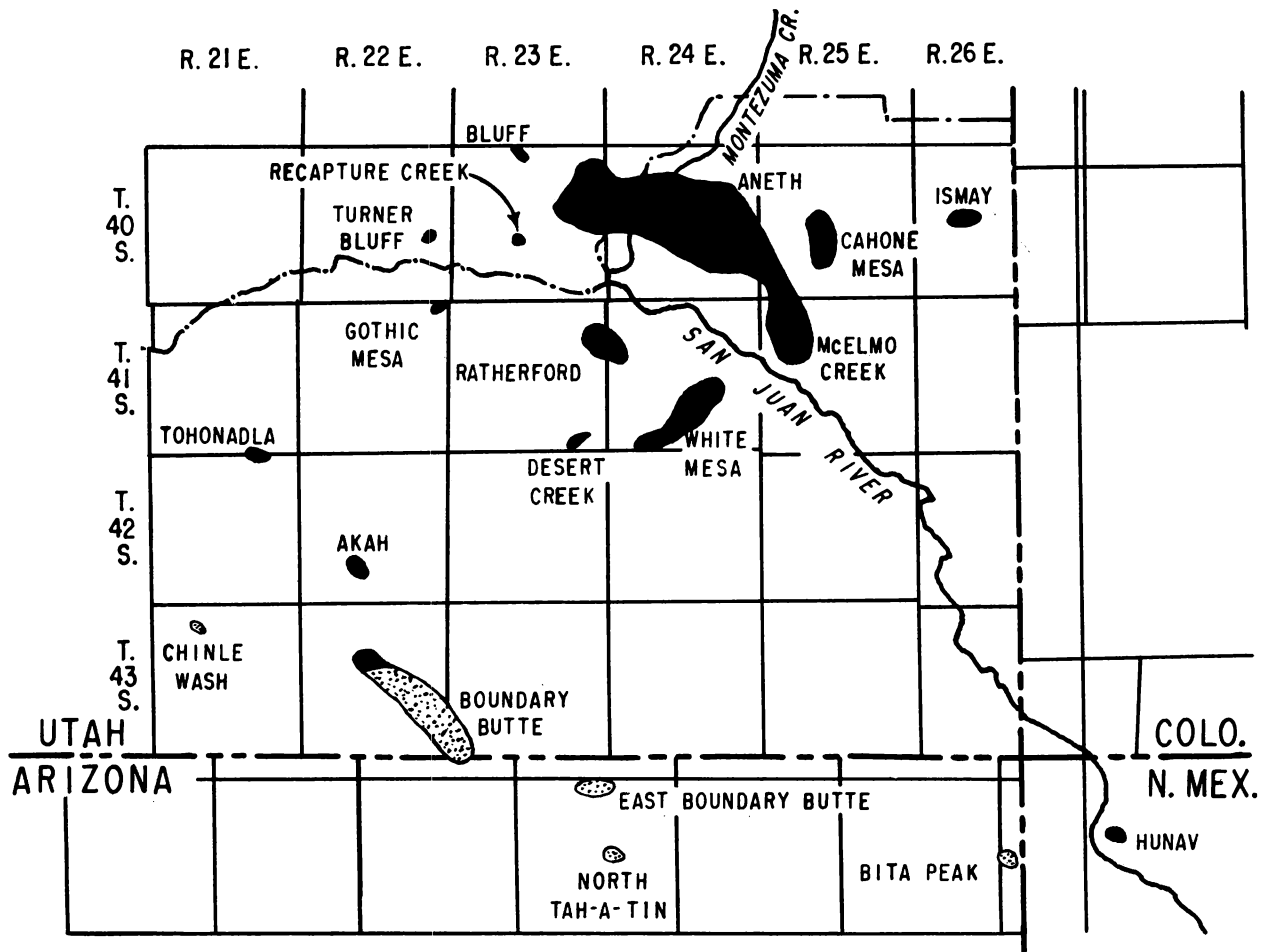 R. 21 E. R. 22 E. R. 23 E. R. 24 E. R. 25 E. R. 26 E.
MONTEZUMA CR.
BLUFF
RECAPTURE CREEK
ANETH
T.
40
S.
TURNER
BLUFF
ISMAY
CAHONE
MESA
GOTHIC
MESA
SAN JUAN RIVER
T.
41
S.
RATHERFORD
McELMO
CREEK
TOHONADLA
WHITE
MESA
DESERT
CREEK
T.
42
S.
AKAH
T.
43
S.
CHINLE
WASH
BOUNDARY
BUTTE
UTAH
COLO.
ARIZONA
N. MEX.
EAST BOUNDARY BUTTE
HUNAV
BITA PEAK
NORTH
TAH-A-TIN